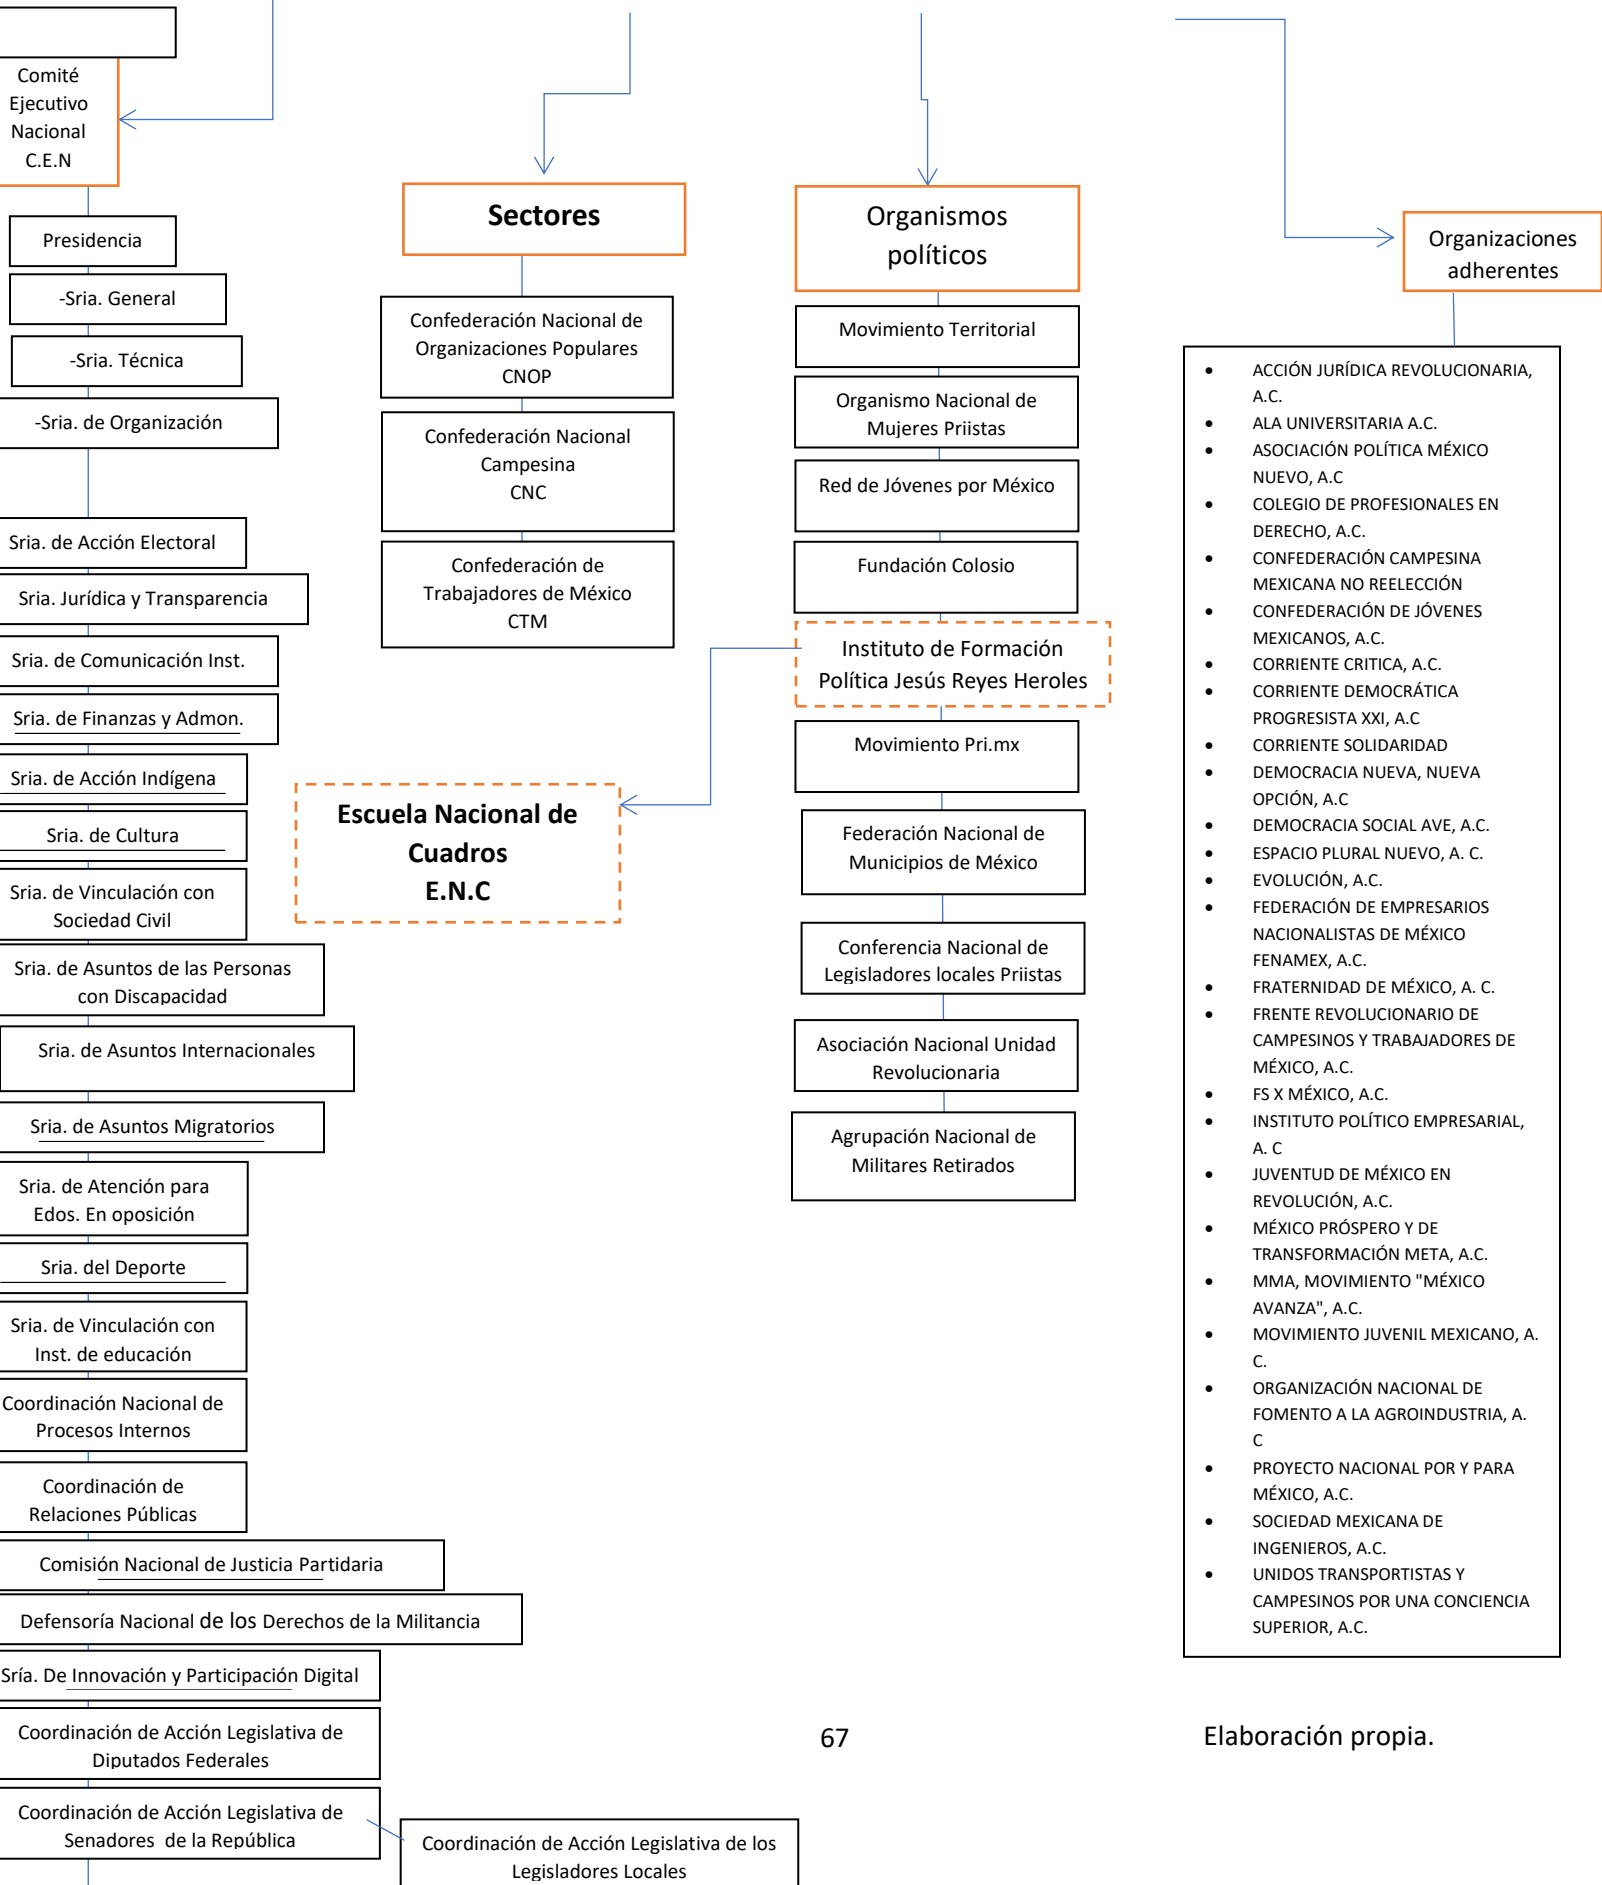 Comité
Ejecutivo
Nacional
C.E.N
Presidencia
-Sria. General
-Sria. Técnica
-Sria. de Organización
Sria. de Acción Electoral
Sria. Jurídica y Transparencia
Sria. de Comunicación Inst.
Sria. de Finanzas y Admon.
Sria. de Acción Indígena
Sria. de Cultura
Sria. de Vinculación con
Sociedad Civil
Sria. de Asuntos de las Personas
con Discapacidad
Sria. de Asuntos Internacionales
Sria. de Asuntos Migratorios
Sria. de Atención para
Edos. En oposición
Sria. del Deporte
Sria. de Vinculación con
Inst. de educación
Coordinación Nacional de
Procesos Internos
Coordinación de
Relaciones Públicas
Comisión Nacional de Justicia Partidaria
Defensoría Nacional de los Derechos de la Militancia
Sría. De Innovación y Participación Digital
Coordinación de Acción Legislativa de
Diputados Federales
Coordinación de Acción Legislativa de
Senadores de la República
Coordinación de Acción Legislativa de los
Legisladores Locales
Sectores
Confederación Nacional de
Organizaciones Populares
CNOP
Confederación Nacional
Campesina
CNC
Confederación de
Trabajadores de México
CTM
Escuela Nacional de
Cuadros
E.N.C
Organismos
políticos
Movimiento Territorial
Organismo Nacional de
Mujeres Priistas
Red de Jóvenes por México
Fundación Colosio
Instituto de Formación
Política Jesús Reyes Heroles
Movimiento Pri.mx
Federación Nacional de
Municipios de México
Conferencia Nacional de
Legisladores locales Priistas
Asociación Nacional Unidad
Revolucionaria
Agrupación Nacional de
Militares Retirados
Organizaciones
adherentes
• ACCIÓN JURÍDICA REVOLUCIONARIA,
A.C.
• ALA UNIVERSITARIA A.C.
• ASOCIACIÓN POLÍTICA MÉXICO
NUEVO, A.C
• COLEGIO DE PROFESIONALES EN
DERECHO, A.C.
• CONFEDERACIÓN CAMPESINA
MEXICANA NO REELECCIÓN
• CONFEDERACIÓN DE JÓVENES
MEXICANOS, A.C.
• CORRIENTE CRITICA, A.C.
• CORRIENTE DEMOCRÁTICA
PROGRESISTA XXI, A.C
• CORRIENTE SOLIDARIDAD
• DEMOCRACIA NUEVA, NUEVA
OPCIÓN, A.C
• DEMOCRACIA SOCIAL AVE, A.C.
• ESPACIO PLURAL NUEVO, A. C.
• EVOLUCIÓN, A.C.
• FEDERACIÓN DE EMPRESARIOS
NACIONALISTAS DE MÉXICO
FENAMEX, A.C.
• FRATERNIDAD DE MÉXICO, A. C.
• FRENTE REVOLUCIONARIO DE
CAMPESINOS Y TRABAJADORES DE
MÉXICO, A.C.
• FS X MÉXICO, A.C.
• INSTITUTO POLÍTICO EMPRESARIAL,
A. C
• JUVENTUD DE MÉXICO EN
REVOLUCIÓN, A.C.
• MÉXICO PRÓSPERO Y DE
TRANSFORMACIÓN META, A.C.
• MMA, MOVIMIENTO "MÉXICO
AVANZA", A.C.
• MOVIMIENTO JUVENIL MEXICANO, A.
C.
• ORGANIZACIÓN NACIONAL DE
FOMENTO A LA AGROINDUSTRIA, A.
C
• PROYECTO NACIONAL POR Y PARA
MÉXICO, A.C.
• SOCIEDAD MEXICANA DE
INGENIEROS, A.C.
• UNIDOS TRANSPORTISTAS Y
CAMPESINOS POR UNA CONCIENCIA
SUPERIOR, A.C.
67
Elaboración propia.